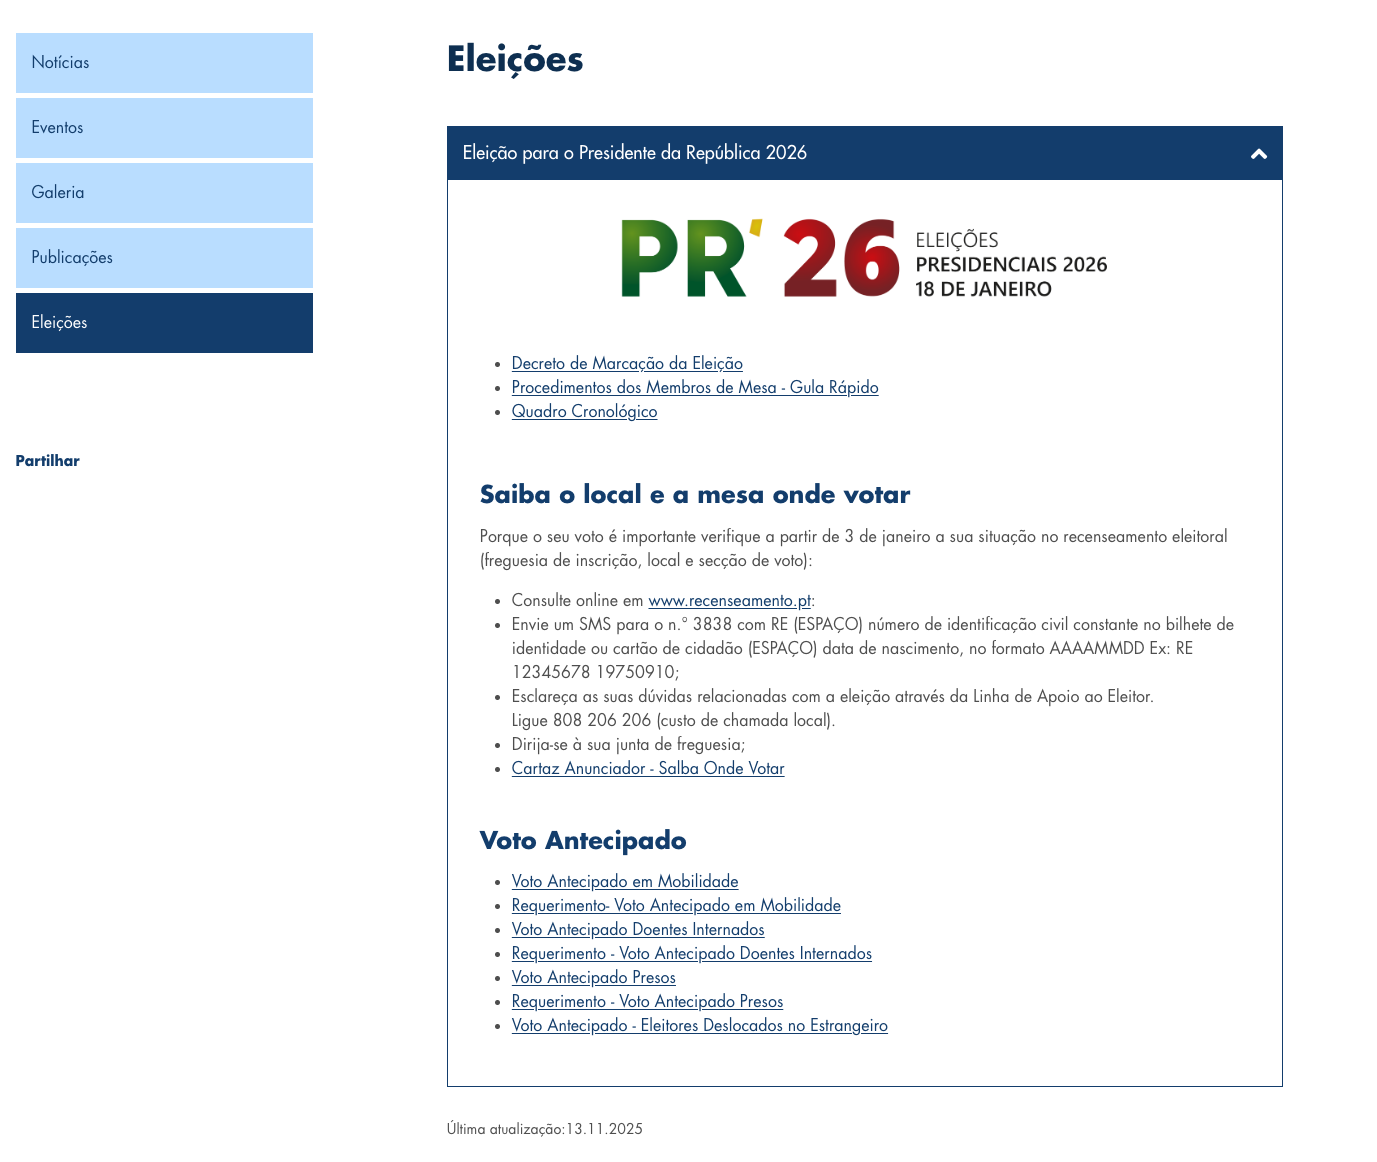 Notícias
Eventos
Galeria
Publicações
Eleições
Partilhar
Eleições
Eleição para o Presidente da República 2026
PR'26
ELEIÇÕES
PRESIDENCIAIS 2026
18 DE JANEIRO
Decreto de Marcação da Eleição
Procedimentos dos Membros de Mesa - Gula Rápido
Quadro Cronológico
Saiba o local e a mesa onde votar
Porque o seu voto é importante verifique a partir de 3 de janeiro a sua situação no recenseamento eleitoral
(freguesia de inscrição, local e secção de voto):
Consulte online em www.recenseamento.pt:
Envie um SMS para o n.º 3838 com RE (ESPAÇO) número de identificação civil constante no bilhete de
identidade ou cartão de cidadão (ESPAÇO) data de nascimento, no formato AAAAMMDD Ex: RE
12345678 19750910;
Esclareça as suas dúvidas relacionadas com a eleição através da Linha de Apoio ao Eleitor.
Ligue 808 206 206 (custo de chamada local).
Dirija-se à sua junta de freguesia;
Cartaz Anunciador - Salba Onde Votar
Voto Antecipado
Voto Antecipado em Mobilidade
Requerimento- Voto Antecipado em Mobilidade
Voto Antecipado Doentes Internados
Requerimento - Voto Antecipado Doentes Internados
Voto Antecipado Presos
Requerimento - Voto Antecipado Presos
Voto Antecipado - Eleitores Deslocados no Estrangeiro
Última atualização:13.11.2025